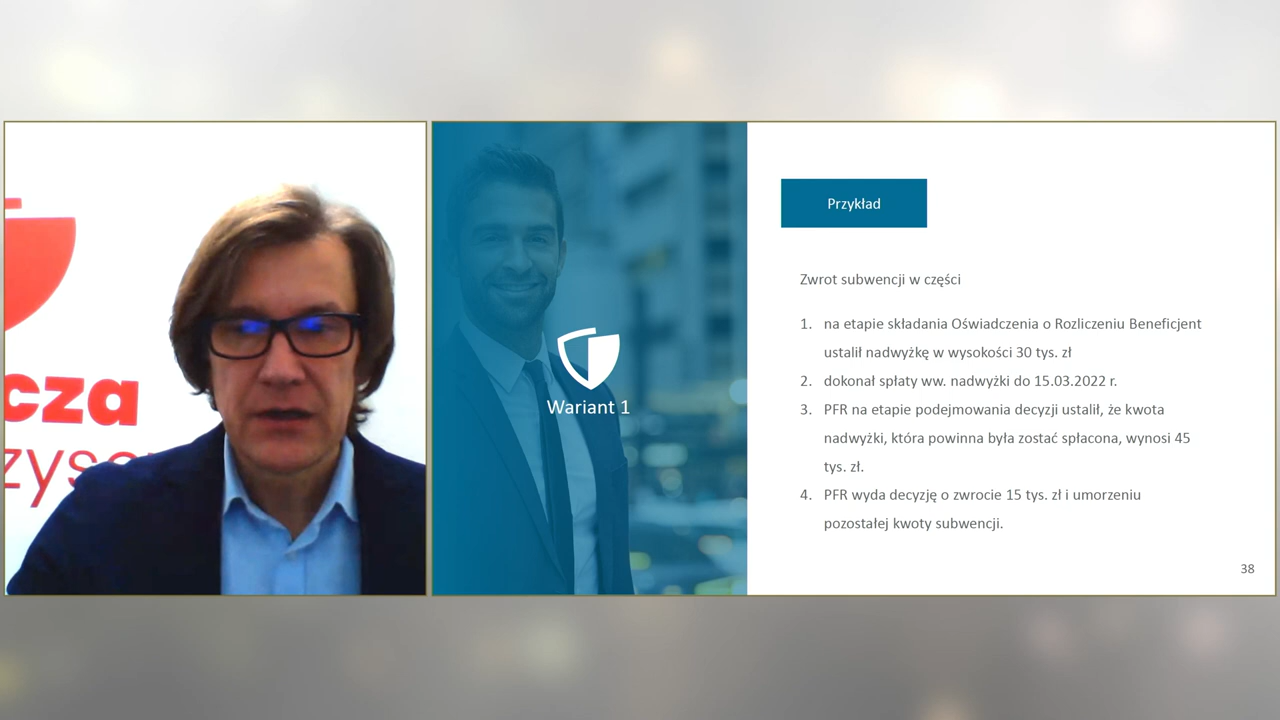 cza
Wariant 1
Przykład
Zwrot subwencji w części
1. na etapie składania Oświadczenia o Rozliczeniu Beneficjent
ustalił nadwyżkę w wysokości 30 tys. zł
2. dokonał spłaty ww. nadwyżki do 15.03.2022 r.
3. PFR na etapie podejmowania decyzji ustalił, że kwota
nadwyżki, która powinna była zostać spłacona, wynosi 45
tys. zł.
4. PFR wyda decyzję o zwrocie 15 tys. zł i umorzeniu
pozostałej kwoty subwencji.
38